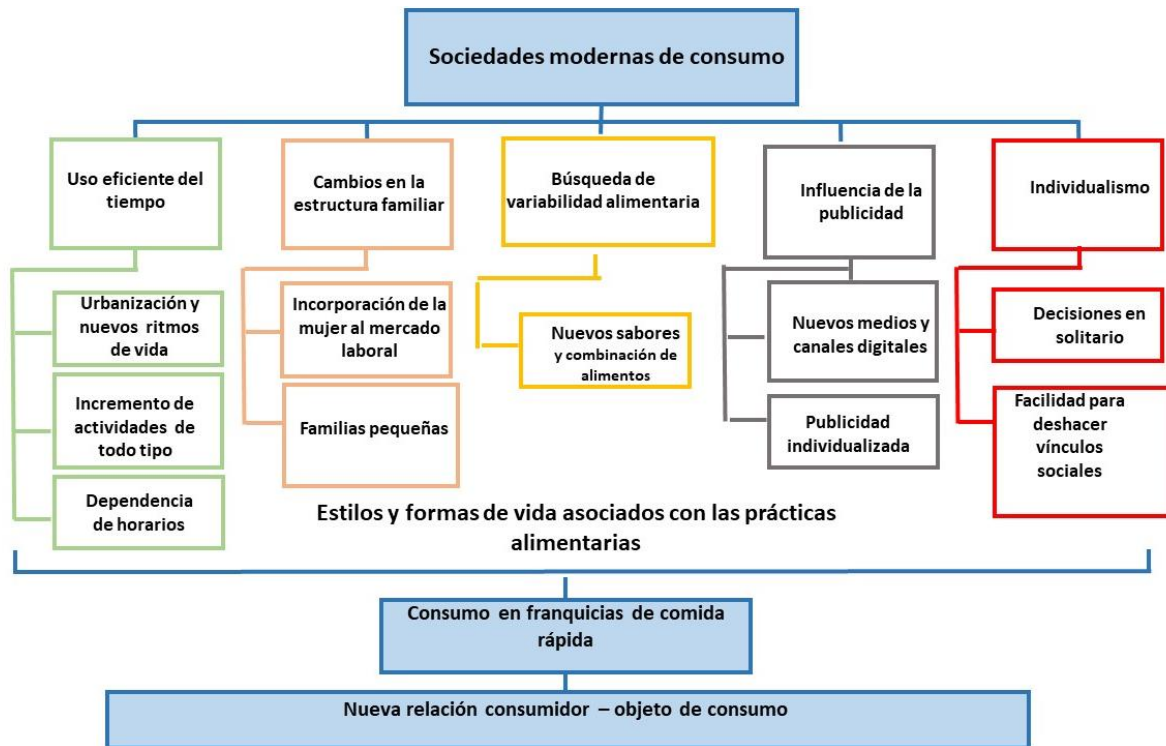 Sociedades modernas de consumo
Uso eficiente del
tiempo
Cambios en la
estructura familiar
Búsqueda de
variabilidad alimentaria
Influencia de la
publicidad
Individualismo
Urbanización y
nuevos ritmos
de vida
Incremento de
actividades de
todo tipo
Dependencia
de horarios
Incorporación de la
mujer al mercado
laboral
Familias pequeñas
Nuevos sabores
y combinación de
alimentos
Nuevos medios y
canales digitales
Publicidad
individualizada
Decisiones en
solitario
Facilidad para
deshacer
vínculos
sociales
Estilos y formas de vida asociados con las prácticas
alimentarias
Consumo en franquicias de comida
rápida
Nueva relación consumidor – objeto de consumo